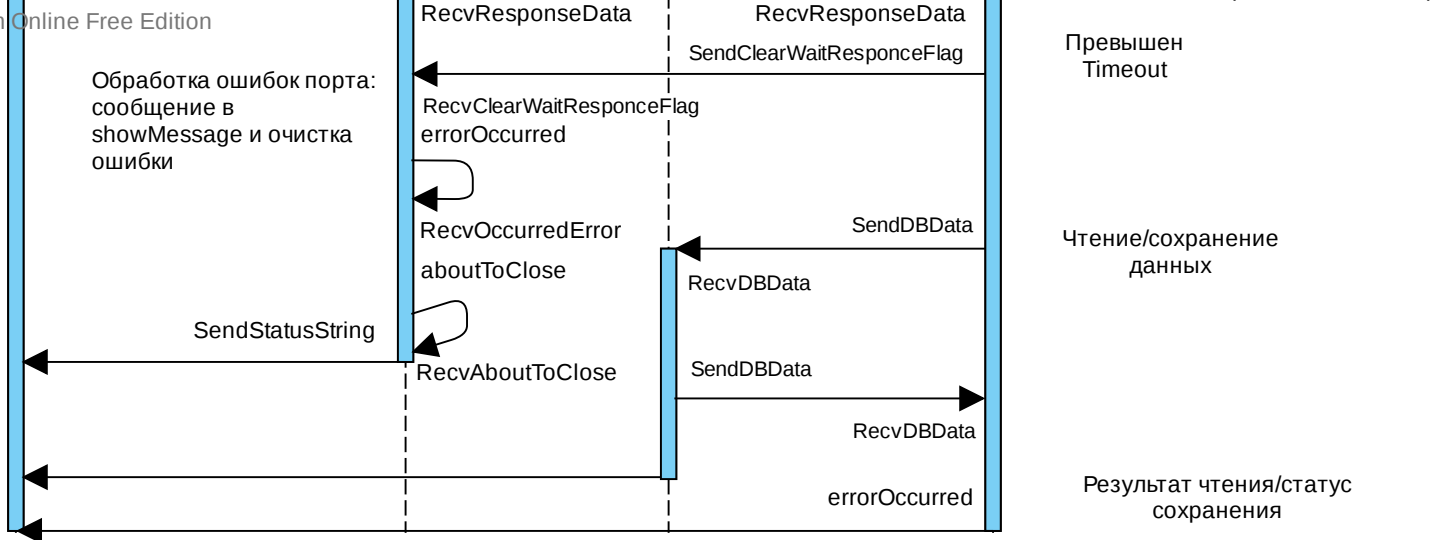 RecvResponseData
RecvResponseData
Online Free Edition
Превышен
Timeout
SendClearWaitResponceFlag
Обработка ошибок порта:
сообщение в
showMessage и очистка
ошибки
RecvClearWaitResponceFlag
errorOccurred
RecvOccurredError
SendDBData
Чтение/сохранение
данных
aboutToClose
RecvDBData
SendStatusString
RecvAboutToClose
SendDBData
RecvDBData
errorOccurred
Результат чтения/статус
сохранения